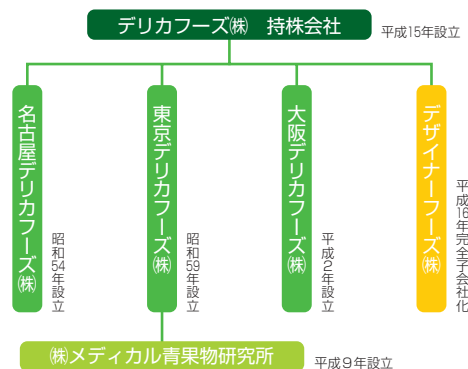 デリカフーズ㈱　持株会社
平成15年設立
名古屋デリカフーズ㈱
昭和54年設立
東京デリカフーズ㈱
昭和59年設立
大阪デリカフーズ㈱
平成2年設立
デザイナーフーズ㈱
平成16年完全子会社化
㈱メディカル青果物研究所
平成9年設立